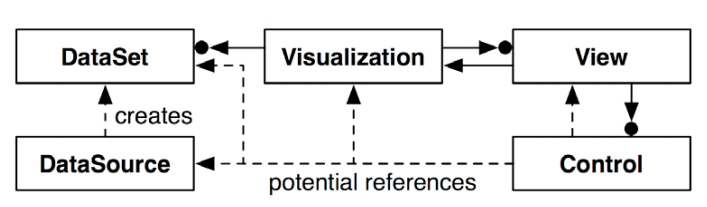 DataSet
Visualization
View
creates
DataSource
Control
potential references